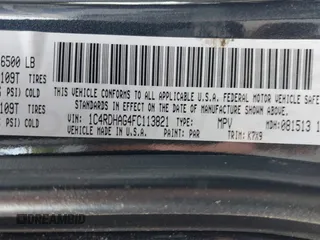 6500 LB
109T TIRES
PSI) COLD
109T TIRES
PSI) COLD
THIS VEHICLE CONFORMS TO ALL APPLICABLE U.S.A. FEDERAL MOTOR VEHICLE
STANDARDS IN EFFECT ON THE DATE OF MANUFACTURE SHOWN ABOVE.
VIN: 1C4RDHAG4FC113821 TYPE: MPV MDH: 081513 1
VEHICLE MADE IN U.S.A. PAINT: PAR TRIM: K7X9
DREAMBID